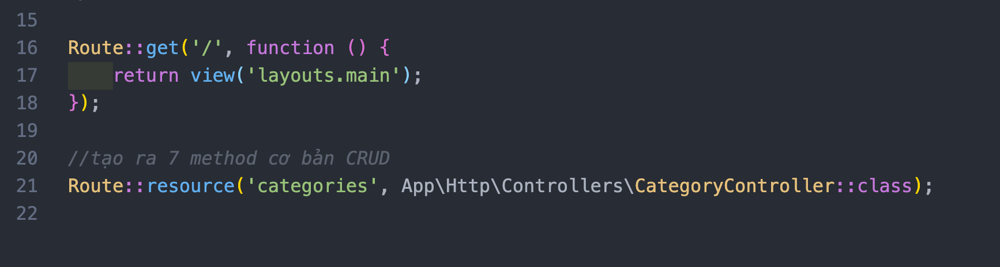 15
16 Route::get('/', function () {
17 return view('layouts.main');
18 });
19
20 //tạo ra 7 method cơ bản CRUD
21 Route::resource('categories', App\Http\Controllers\CategoryController::class);
22